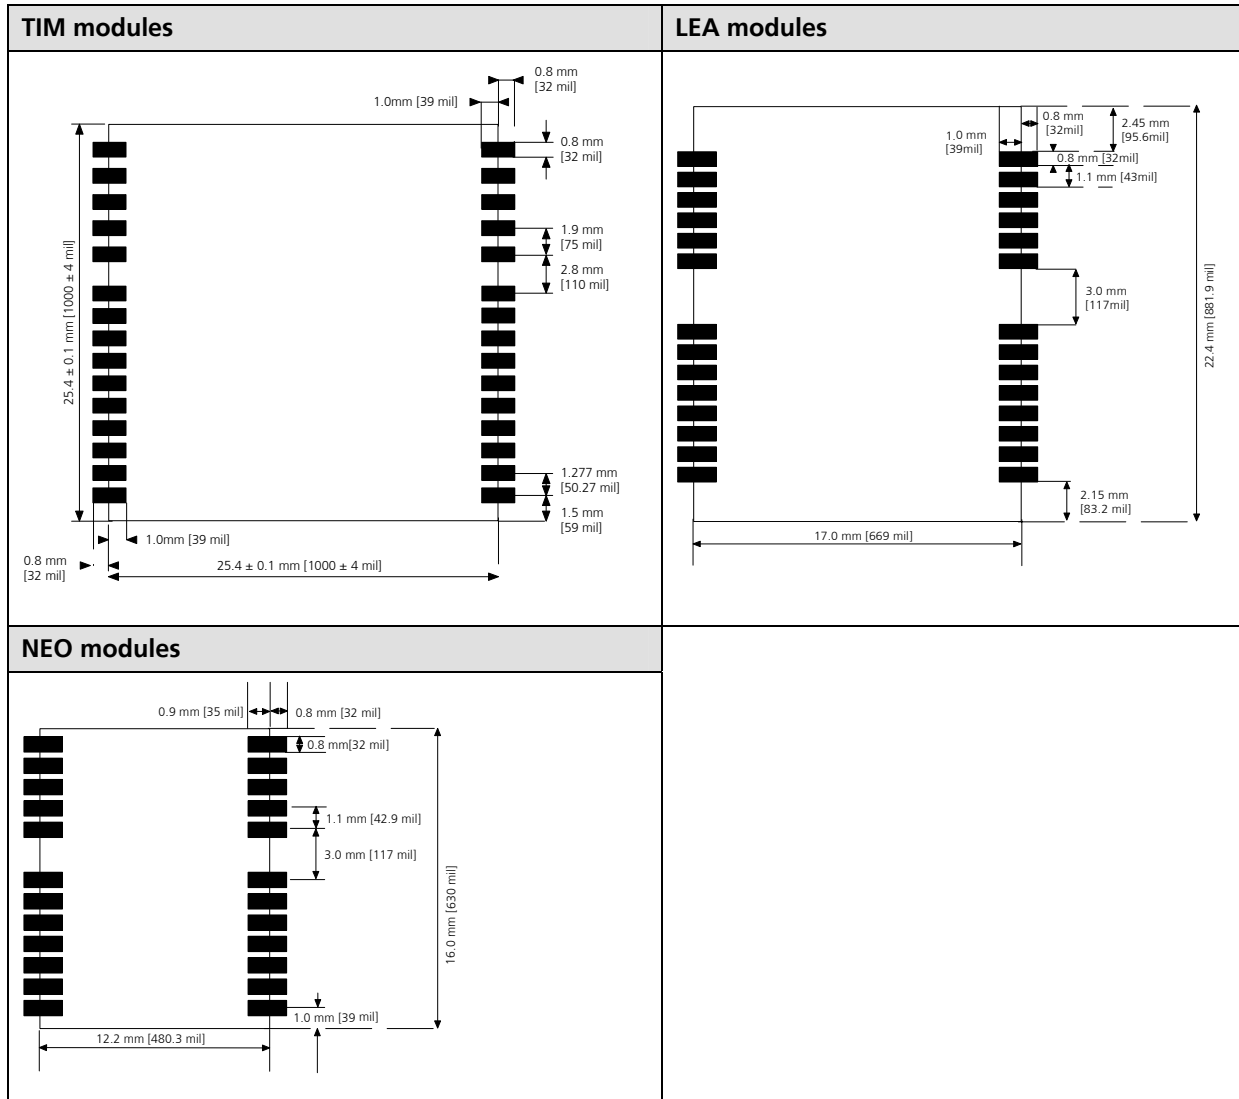 TIM modules
LEA modules
0.8 mm
[32 mil]
1.0mm [39 mil]
0.8 mm
[32 mil]
1.9 mm
[75 mil]
2.8 mm
[110 mil]
25.4 ± 0.1 mm [1000 ± 4 mil]
1.277 mm
[50.27 mil]
1.5 mm
[59 mil]
1.0mm [39 mil]
0.8 mm
[32 mil]
25.4 ± 0.1 mm [1000 ± 4 mil]
0.8 mm
[32mil]
2.45 mm
[95.6mil]
1.0 mm
[39mil]
0.8 mm [32mil]
1.1 mm [43mil]
3.0 mm
[117mil]
22.4 mm [881.9 mil]
2.15 mm
[83.2 mil]
17.0 mm [669 mil]
NEO modules
0.9 mm [35 mil]
0.8 mm [32 mil]
0.8 mm[32 mil]
1.1 mm [42.9 mil]
3.0 mm [117 mil]
16.0 mm [630 mil]
1.0 mm [39 mil]
12.2 mm [480.3 mil]